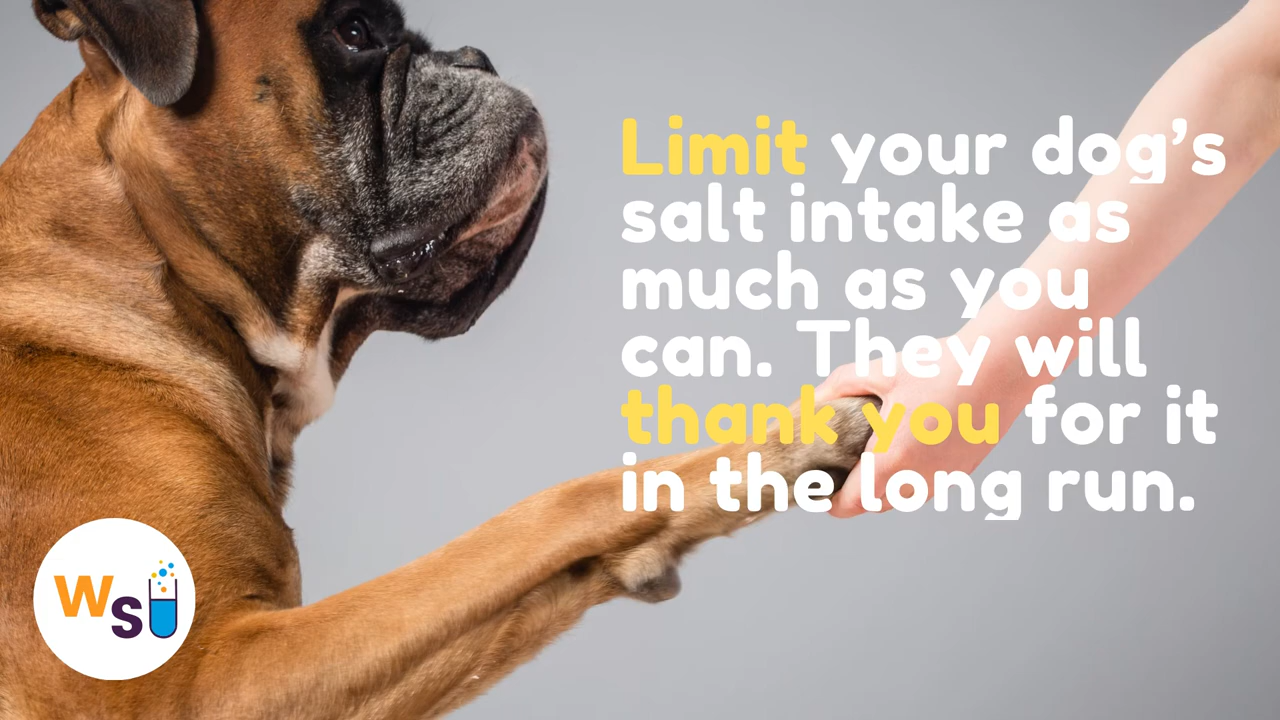 Limit your dog’s
salt intake as
much as you
can. They will
thank you for it
in the long run.
WS